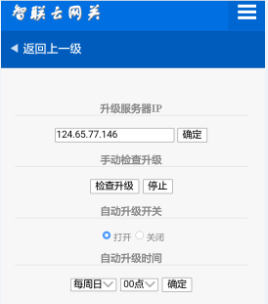 智联云网关
返回上一级
升级服务器IP
124.65.77.146 确定
手动检查升级
检查升级 停止
自动升级开关
打开 关闭
自动升级时间
每周日 00点 确定